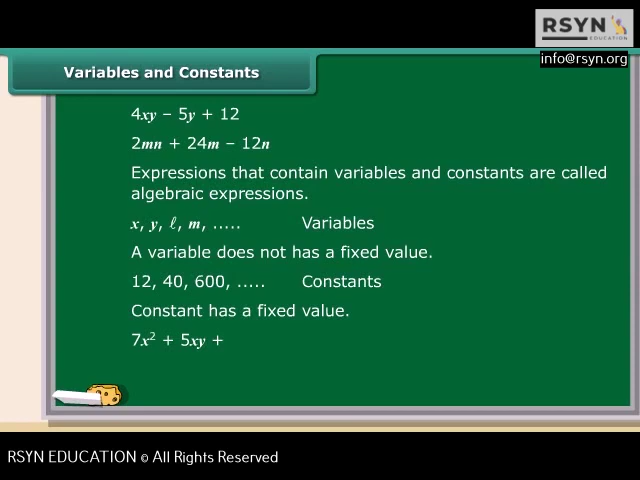 RSYN
EDUCATION
info@rsyn.org
Variables and Constants
4xy – 5y + 12
2mn + 24m – 12n
Expressions that contain variables and constants are called
algebraic expressions.
x, y, ℓ, m, ..... Variables
A variable does not has a fixed value.
12, 40, 600, ..... Constants
Constant has a fixed value.
7x² + 5xy +
RSYN EDUCATION © All Rights Reserved